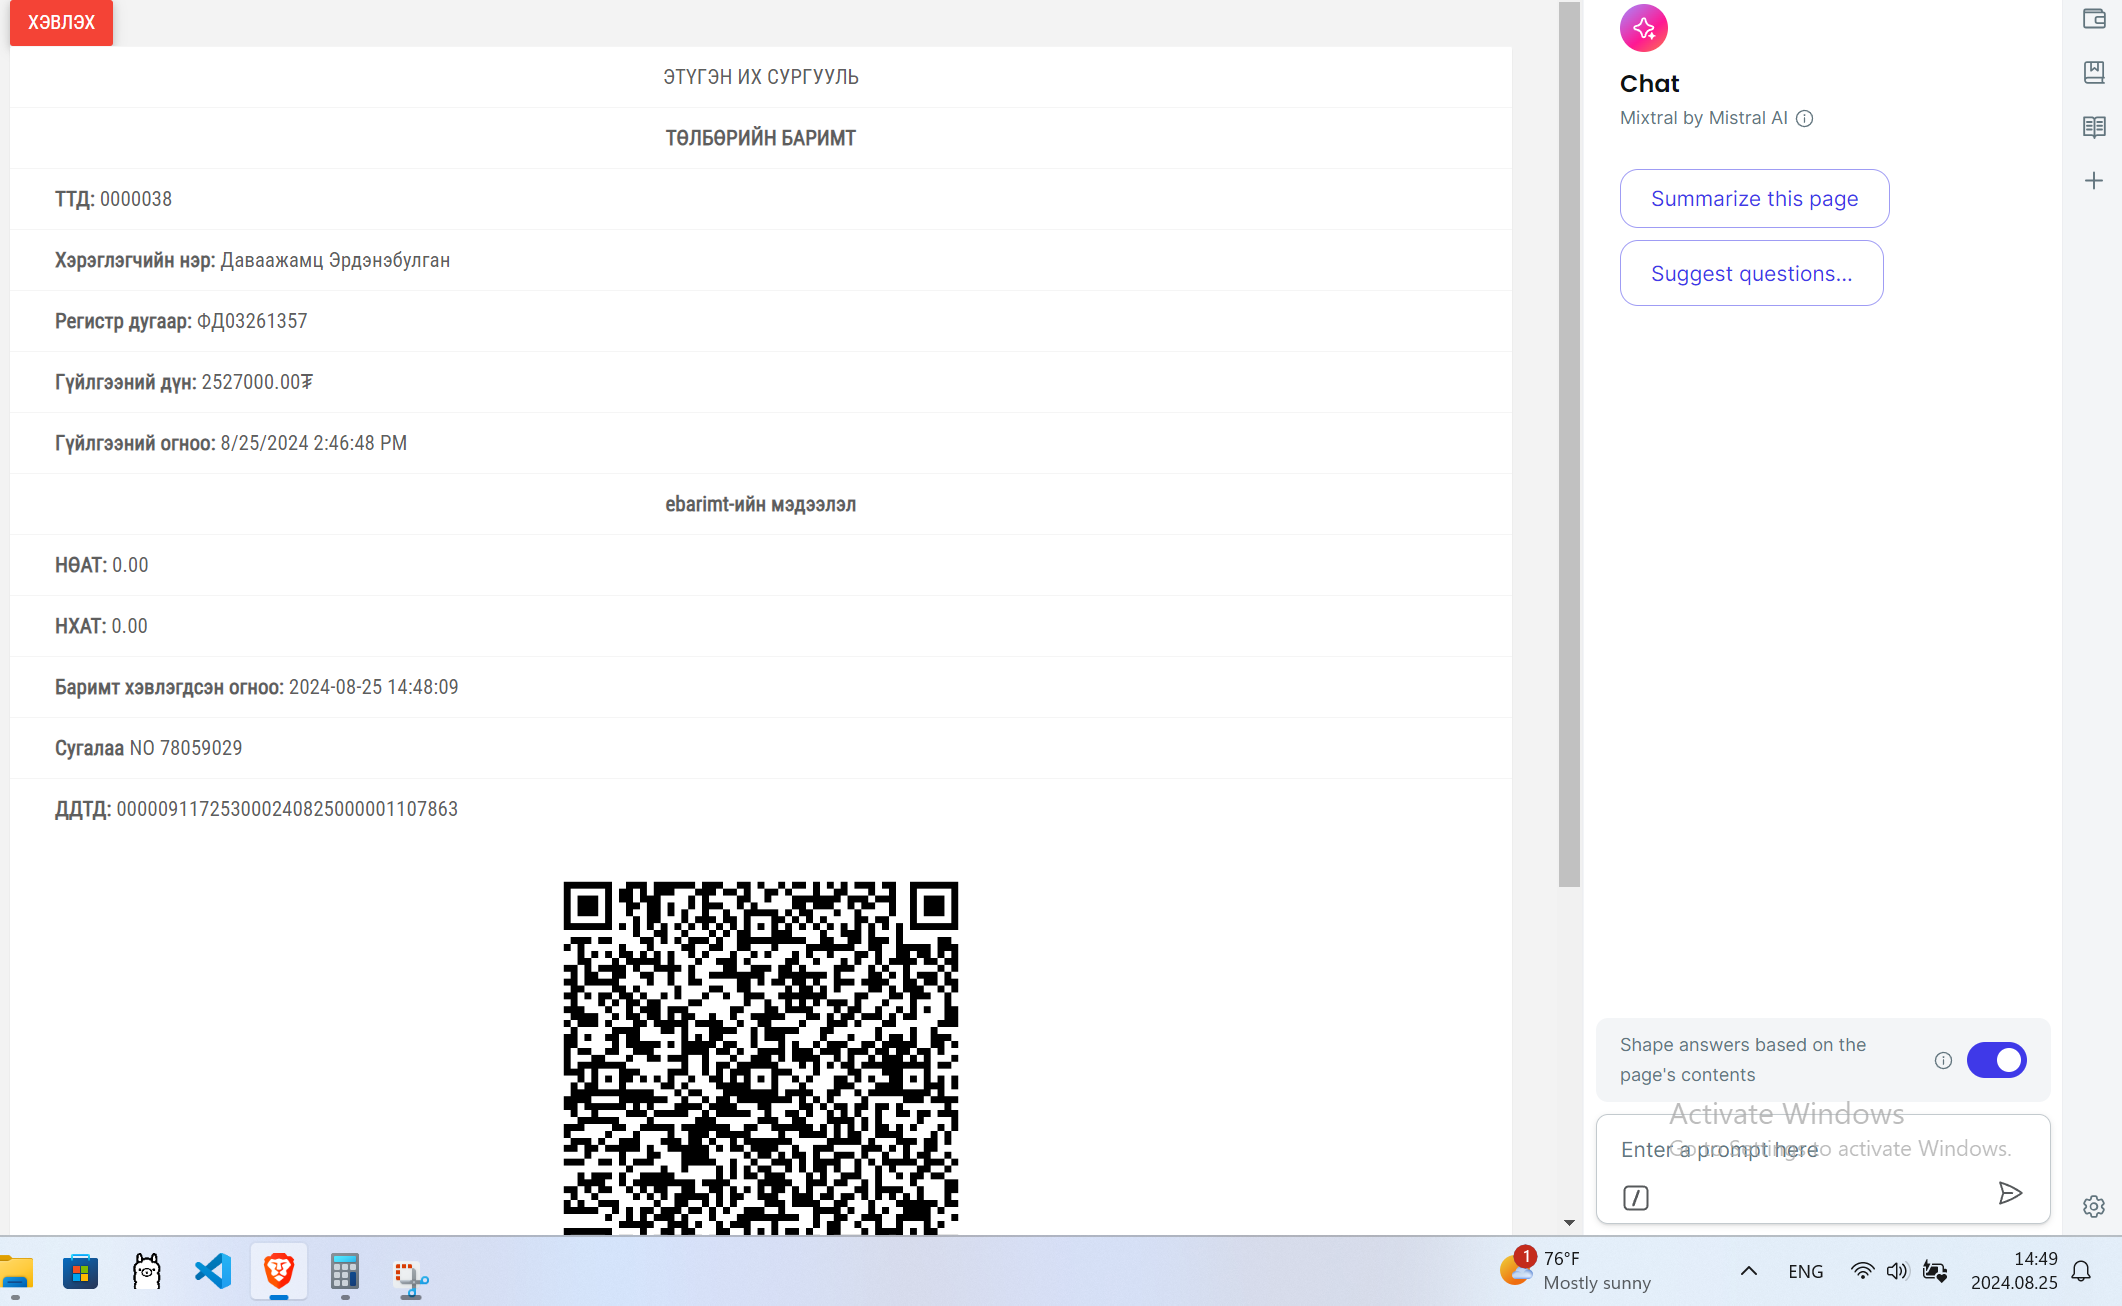 ХЭВЛЭХ
ЭТҮГЭН ИХ СУРГУУЛЬ
ТӨЛБӨРИЙН БАРИМТ
ТТД: 0000038
Хэрэглэгчийн нэр: Даваажамц Эрдэнэбулган
Регистр дугаар: ФД03261357
Гүйлгээний дүн: 2527000.00₮
Гүйлгээний огноо: 8/25/2024 2:46:48 PM
ebarimt-ийн мэдээлэл
НӨАТ: 0.00
НХАТ: 0.00
Баримт хэвлэгдсэн огноо: 2024-08-25 14:48:09
Сугалаа NO 78059029
ДДТД: 000009117253000240825000001107863
Chat
Mixtral by Mistral AI
Summarize this page
Suggest questions...
Shape answers based on the
page's contents
Activate Windows
Go to Settings to activate Windows.
Enter a prompt here
1
76°F
Mostly sunny
ENG
14:49
2024.08.25